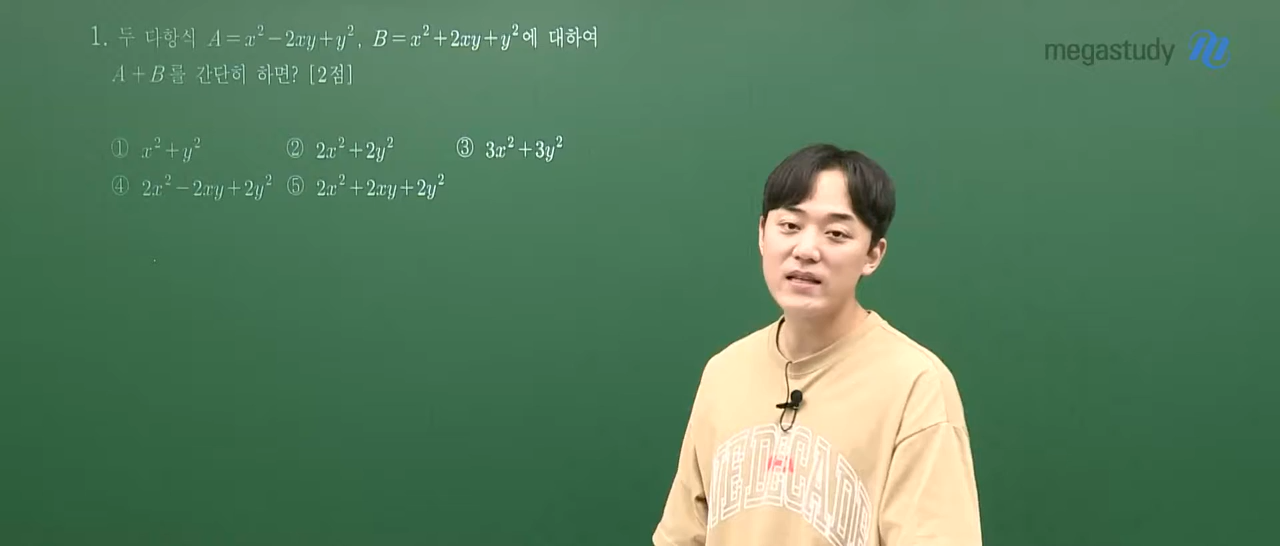 1. 두 다항식 A=x²-2xy+y², B=x²+2xy+y²에 대하여
A+B를 간단히 하면? [2점]
① x²+y² ② 2x²+2y² ③ 3x²+3y²
④ 2x²-2xy+2y² ⑤ 2x²+2xy+2y²
megastudy